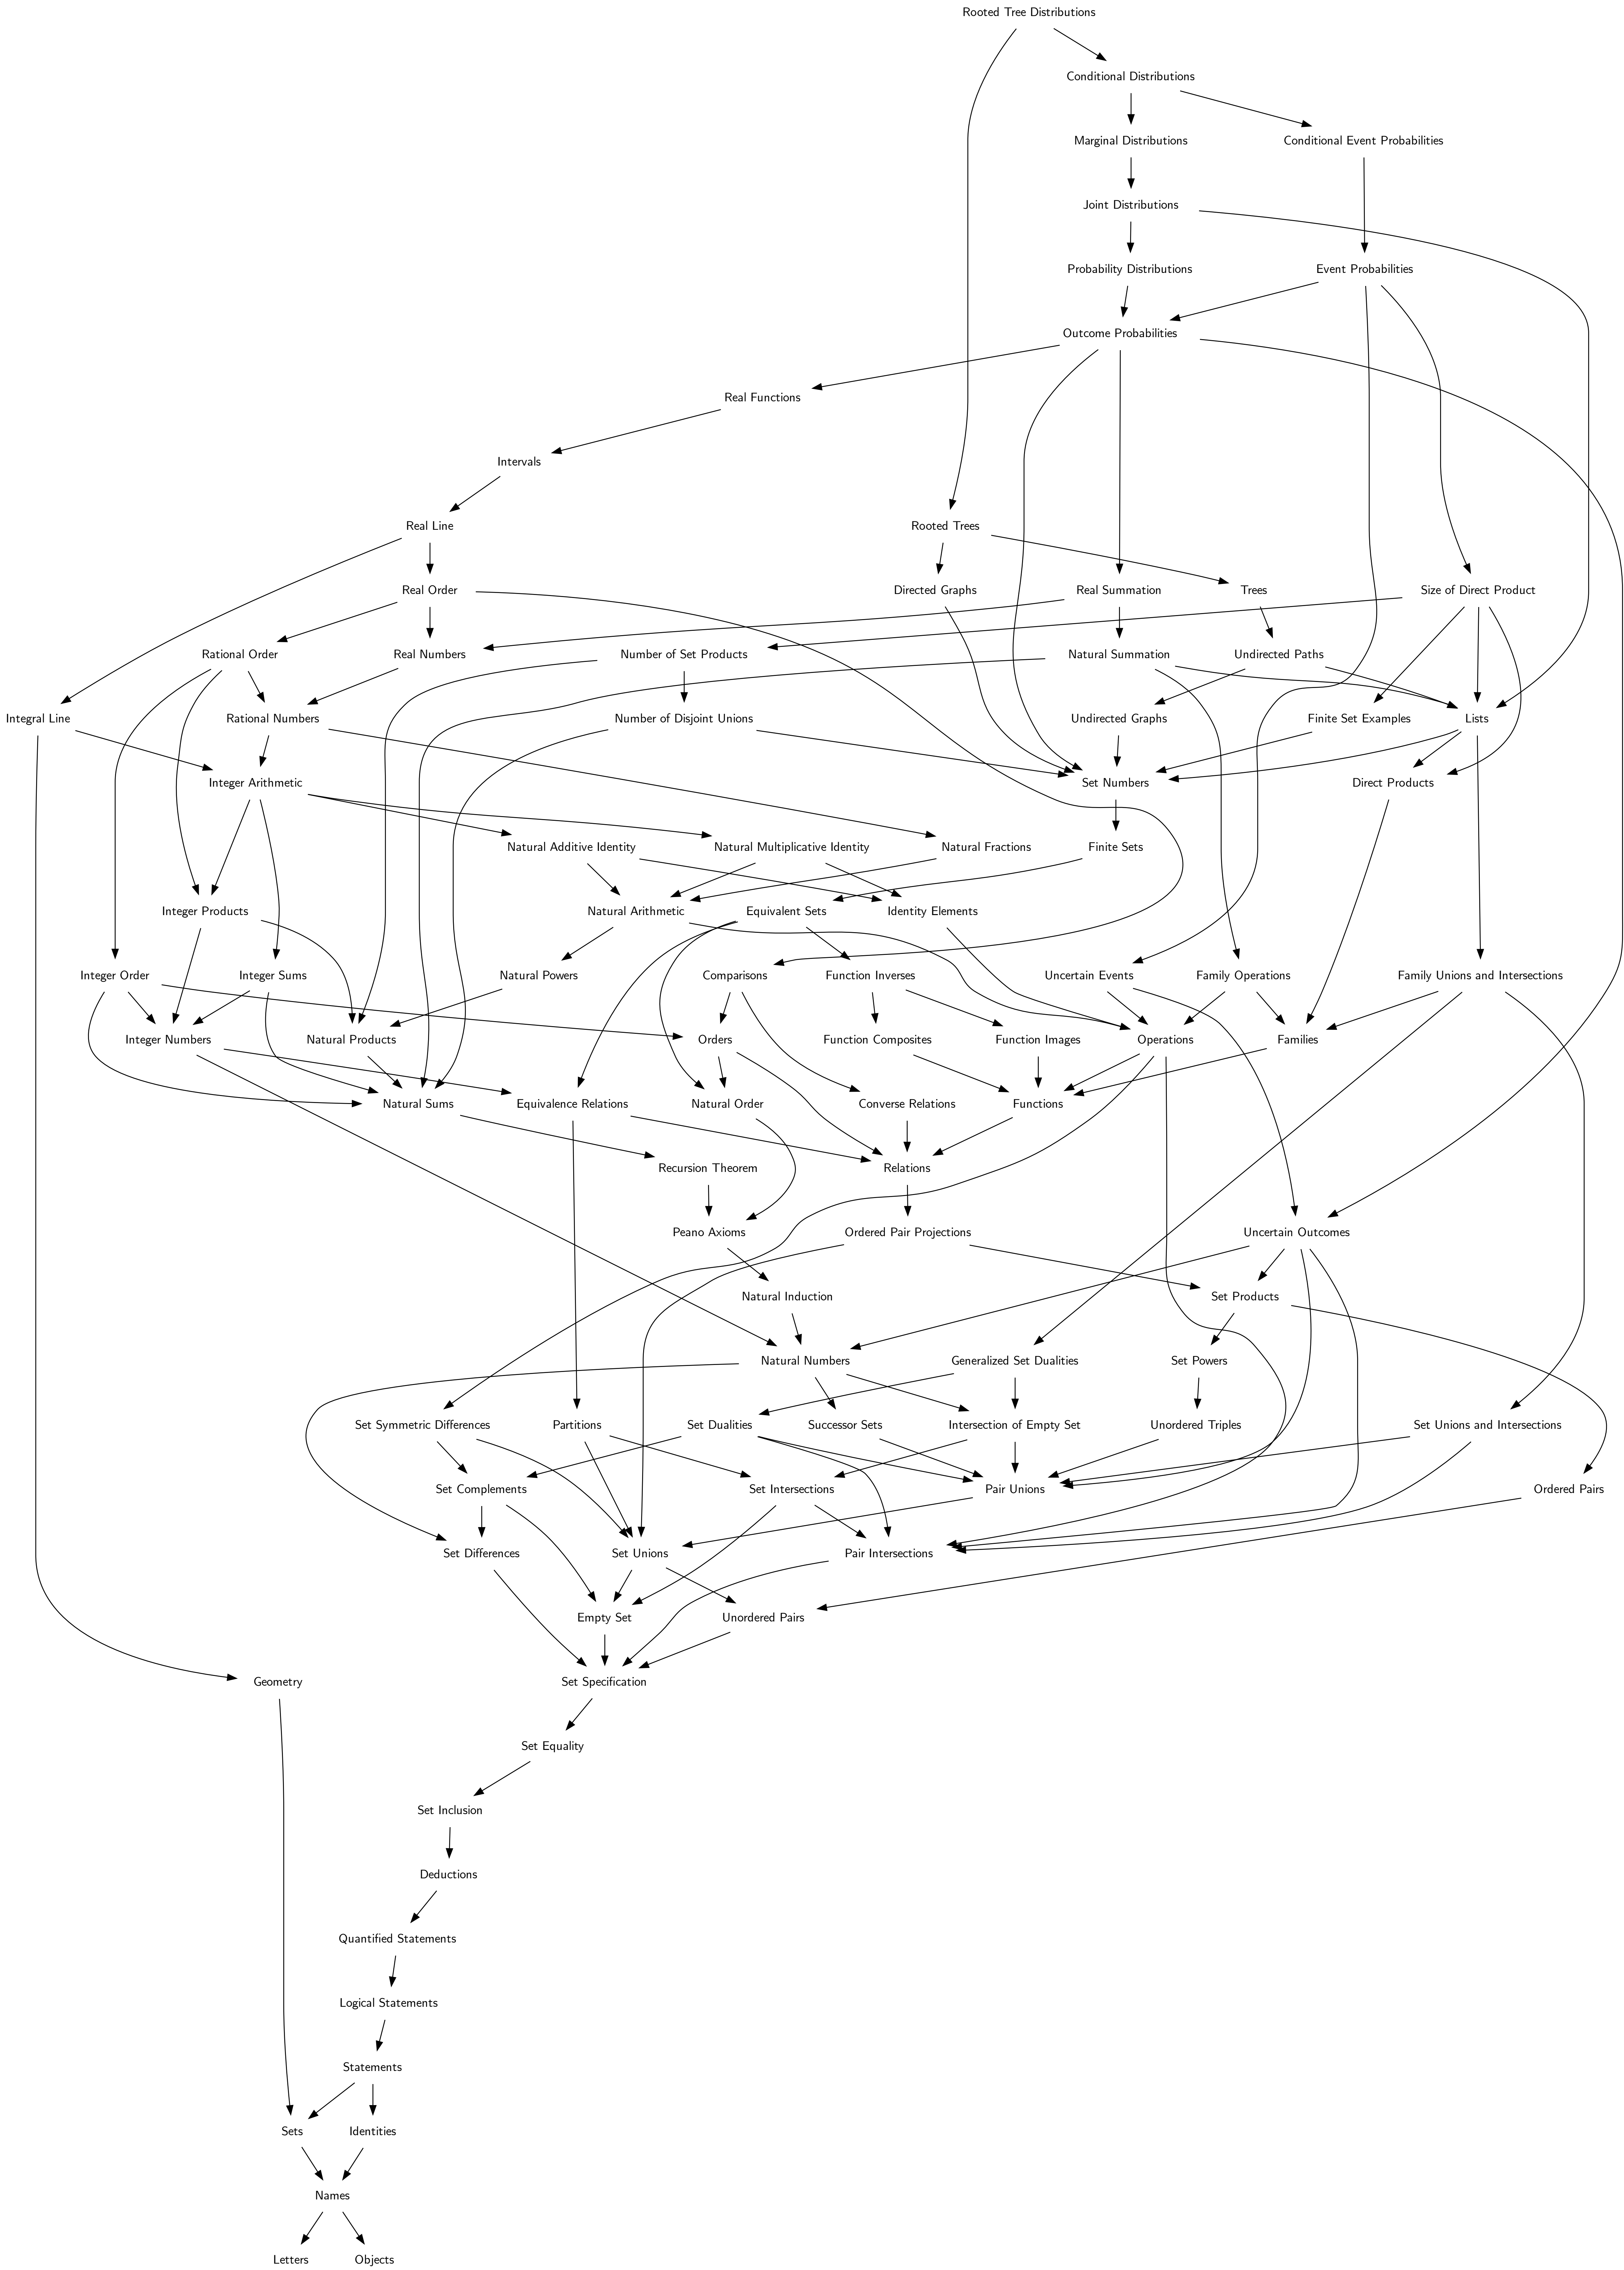 Rooted Tree Distributions
Conditional Distributions
Marginal Distributions
Conditional Event Probabilities
Joint Distributions
Probability Distributions
Event Probabilities
Outcome Probabilities
Real Functions
Intervals
Real Line
Rooted Trees
Real Order
Directed Graphs
Real Summation
Trees
Size of Direct Product
Rational Order
Real Numbers
Number of Set Products
Natural Summation
Undirected Paths
Integral Line
Rational Numbers
Number of Disjoint Unions
Undirected Graphs
Finite Set Examples
Lists
Integer Arithmetic
Set Numbers
Direct Products
Natural Additive Identity
Natural Multiplicative Identity
Natural Fractions
Finite Sets
Integer Products
Natural Arithmetic
Equivalent Sets
Identity Elements
Integer Order
Integer Sums
Natural Powers
Comparisons
Function Inverses
Uncertain Events
Family Operations
Family Unions and Intersections
Integer Numbers
Natural Products
Orders
Function Composites
Function Images
Operations
Families
Natural Sums
Equivalence Relations
Natural Order
Converse Relations
Functions
Recursion Theorem
Relations
Peano Axioms
Ordered Pair Projections
Uncertain Outcomes
Natural Induction
Set Products
Natural Numbers
Generalized Set Dualities
Set Powers
Set Symmetric Differences
Partitions
Set Dualities
Successor Sets
Intersection of Empty Set
Unordered Triples
Set Unions and Intersections
Set Complements
Set Intersections
Pair Unions
Ordered Pairs
Set Differences
Set Unions
Pair Intersections
Empty Set
Unordered Pairs
Geometry
Set Specification
Set Equality
Set Inclusion
Deductions
Quantified Statements
Logical Statements
Statements
Sets
Identities
Names
Letters
Objects